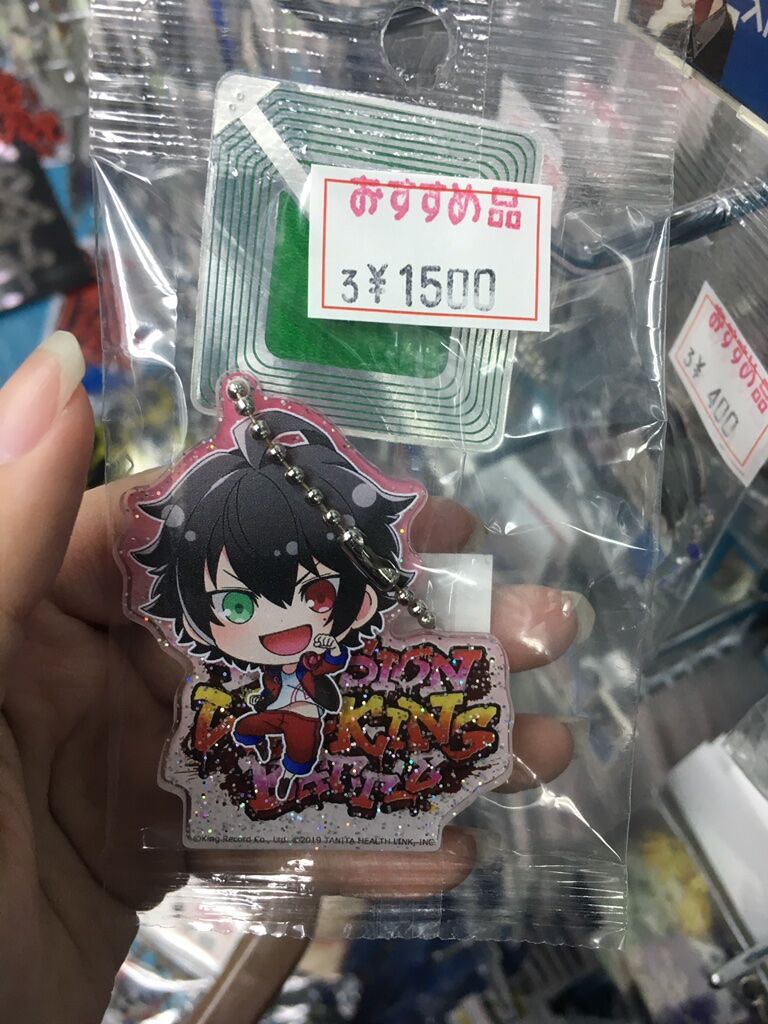 おすすめ品
3¥1500
おすすめ品
3¥400
SION
KING
©King Record Co., Ltd. ©2019 TANITA HEALTH LINK, INC.